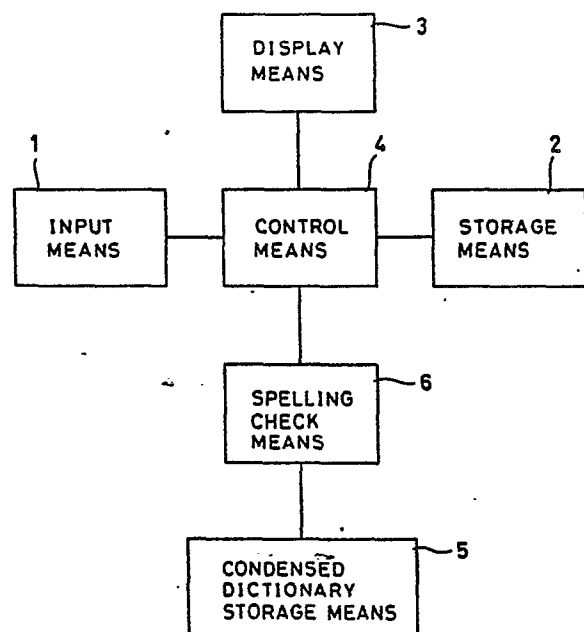 3
DISPLAY
MEANS
1
4
2
INPUT
MEANS
CONTROL
MEANS
STORAGE
MEANS
6
SPELLING
CHECK
MEANS
5
CONDENSED
DICTIONARY
STORAGE MEANS